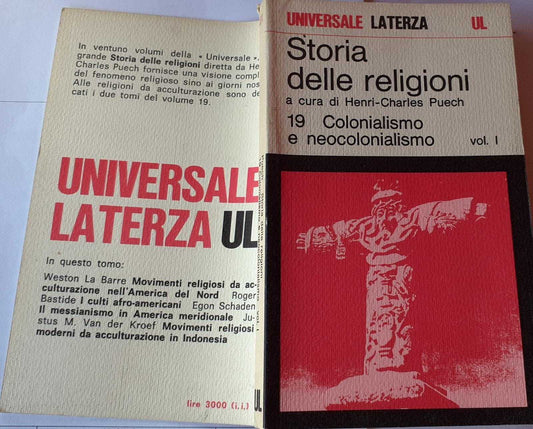 In ventuno volumi della « Universale »
grande Storia delle religioni diretta da He
Charles Puech fornisce una visione compl
del fenomeno religioso sino ai giorni nos
Alle religioni da acculturazione sono de
cati i due tomi del volume 19.
UNIVERSALE
LATERZA UL
In questo tomo:
Weston La Barre Movimenti religiosi da ac-
culturazione nell'America del Nord Roger
Bastide I culti afro-americani Egon Schaden
Il messianismo in America meridionale Ju-
stus M. Van der Kroef Movimenti religiosi
moderni da acculturazione in Indonesia
lire 3000 (i.i.)
UL
UNIVERSALE LATERZA UL
Storia
delle religioni
a cura di Henri-Charles Puech
19 Colonialismo
e neocolonialismo vol. I